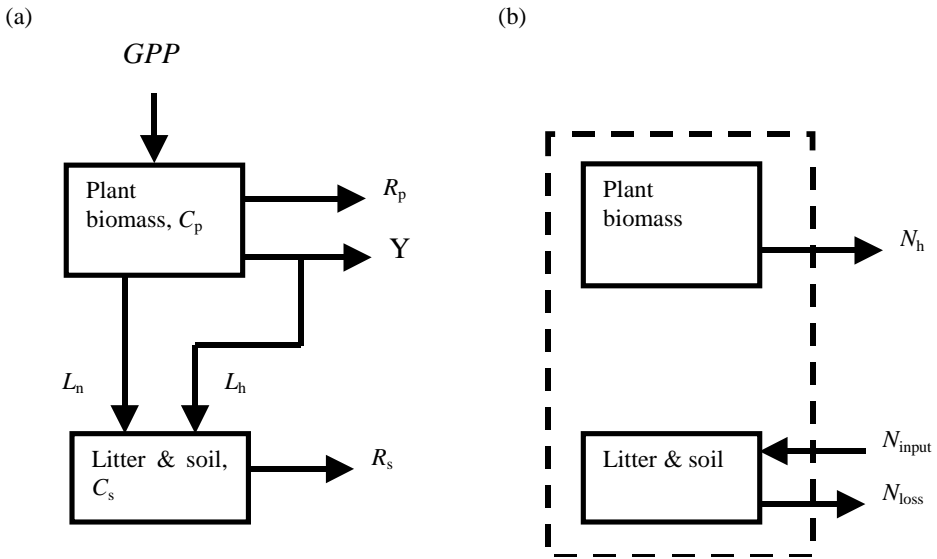 (a)
GPP
Plant
biomass, Cp
Rp
Y
Ln
Lh
Litter & soil,
Cs
Rs
(b)
Plant
biomass
Nh
Litter & soil
Ninput
Nloss